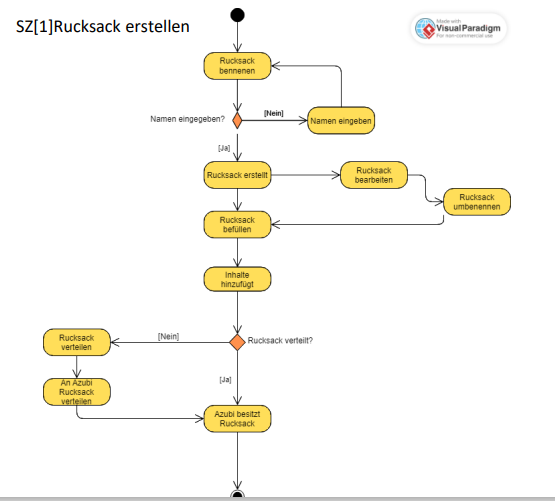 SZ[1]Rucksack erstellen
Made with
Visual Paradigm
For non-commercial use
Rucksack
bennenen
Namen eingegeben?
[Nein]
Namen eingeben
[Ja]
Rucksack erstellt
Rucksack
bearbeiten
Rucksack
umbenennen
Rucksack
befüllen
Inhalte
hinzufügt
Rucksack
verteilen
[Nein]
Rucksack verteilt?
An Azubi
Rucksack
verteilen
[Ja]
Azubi besitzt
Rucksack